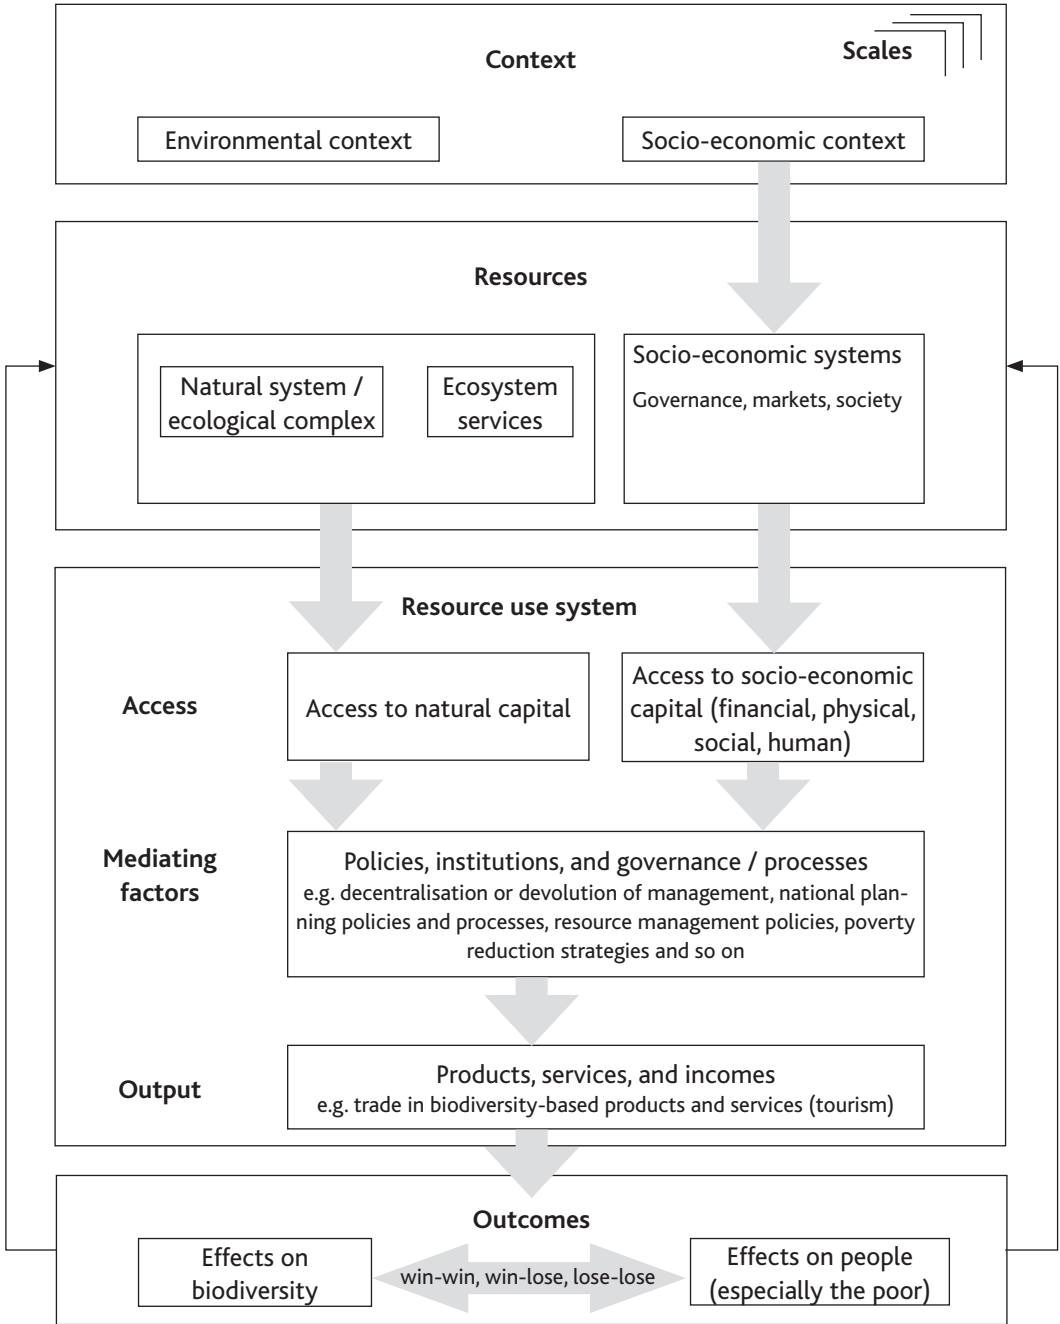 Context
Scales
Environmental context
Socio-economic context
Resources
Natural system /
ecological complex
Ecosystem
services
Socio-economic systems
Governance, markets, society
Resource use system
Access
Access to natural capital
Access to socio-economic
capital (financial, physical,
social, human)
Mediating
factors
Policies, institutions, and governance / processes
e.g. decentralisation or devolution of management, national plan-
ning policies and processes, resource management policies, poverty
reduction strategies and so on
Output
Products, services, and incomes
e.g. trade in biodiversity-based products and services (tourism)
Outcomes
Effects on
biodiversity
win-win, win-lose, lose-lose
Effects on people
(especially the poor)